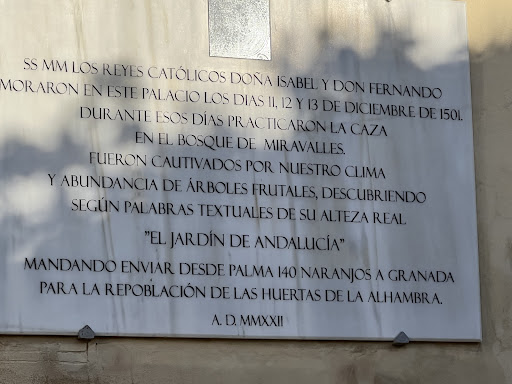 SS MM LOS REYES CATÓLICOS DOÑA ISABEL Y DON FERNANDO
MORARON EN ESTE PALACIO LOS DIAS 11, 12 Y 13 DE DICIEMBRE DE 1501.
DURANTE ESOS DÍAS PRACTICARON LA CAZA
EN EL BOSQUE DE MIRAVALLES.
FUERON CAUTIVADOS POR NUESTRO CLIMA
Y ABUNDANCIA DE ÁRBOLES FRUTALES, DESCUBRIENDO
SEGÚN PALABRAS TEXTUALES DE SU ALTEZA REAL
"EL JARDÍN DE ANDALUCÍA"
MANDANDO ENVIAR DESDE PALMA 140 NARANJOS A GRANADA
PARA LA REPOBLACIÓN DE LAS HUERTAS DE LA ALHAMBRA.
A. D. MMXXII